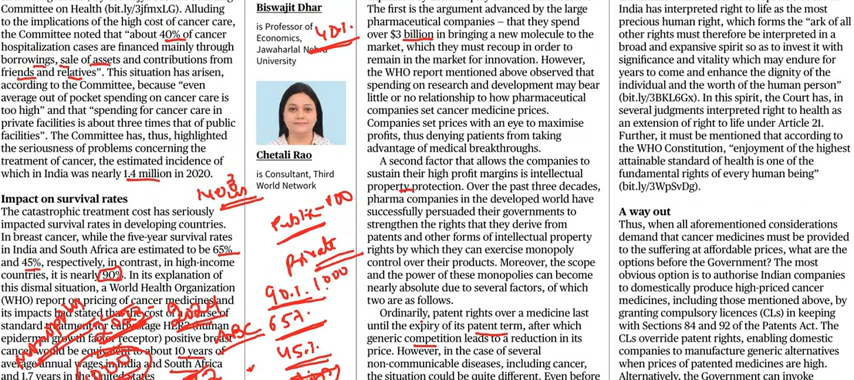 Committee on Health (bit.ly/3jfmxLG). Alluding
to the implications of the high cost of cancer care,
the Committee noted that "about 40% of cancer
hospitalization cases are financed mainly through
borrowings, sale of assets and contributions from
friends and relatives". This situation has arisen,
according to the Committee, because "even
average out of pocket spending on cancer care is
too high" and that "spending for cancer care in
private facilities is about three times that of public
facilities". The Committee has, thus, highlighted
the seriousness of problems concerning the
treatment of cancer, the estimated incidence of
which in India was nearly 1.4 million in 2020.
Impact on survival rates
The catastrophic treatment cost has seriously
impacted survival rates in developing countries.
In breast cancer, while the five-year survival rates
in India and South Africa are estimated to be 65%
and 45%, respectively, in contrast, in high-income
countries, it is nearly 90%. In its explanation of
this dismal situation, a World Health Organization
(WHO) report on pricing of cancer medicines and
its impacts had stated that the cost of a course of
standard treatment for early stage HER2 (human
epidermal growth factor receptor) positive breast
cancer would be equivalent to about 10 years of
average annual wages in India and South Africa
and 1.7 years in the United States
Biswajit Dhar
is Professor of
Economics,
Jawaharlal Nehru
University
40%
Chetali Rao
is Consultant, Third
World Network
Public - 100
Private
90% 1000
65%
45%
The first is the argument advanced by the large
pharmaceutical companies – that they spend
over $3 billion in bringing a new molecule to the
market, which they must recoup in order to
remain in the market for innovation. However,
the WHO report mentioned above observed that
spending on research and development may bear
little or no relationship to how pharmaceutical
companies set cancer medicine prices.
Companies set prices with an eye to maximise
profits, thus denying patients from taking
advantage of medical breakthroughs.
A second factor that allows the companies to
sustain their high profit margins is intellectual
property protection. Over the past three decades,
pharma companies in the developed world have
successfully persuaded their governments to
strengthen the rights that they derive from
patents and other forms of intellectual property
rights by which they can exercise monopoly
control over their products. Moreover, the scope
and the power of these monopolies can become
nearly absolute due to several factors, of which
two are as follows.
Ordinarily, patent rights over a medicine last
until the expiry of its patent term, after which
generic competition leads to a reduction in its
price. However, in the case of several
non-communicable diseases, including cancer,
the situation could be quite different. Even before
India has interpreted right to life as the most
precious human right, which forms the "ark of all
other rights must therefore be interpreted in a
broad and expansive spirit so as to invest it with
significance and vitality which may endure for
years to come and enhance the dignity of the
individual and the worth of the human person"
(bit.ly/3BKL6Gx). In this spirit, the Court has, in
several judgments interpreted right to health as
an extension of right to life under Article 21.
Further, it must be mentioned that according to
the WHO Constitution, "enjoyment of the highest
attainable standard of health is one of the
fundamental rights of every human being"
(bit.ly/3WpSvDg).
A way out
Thus, when all aforementioned considerations
demand that cancer medicines must be provided
to the suffering at affordable prices, what are the
options before the Government? The most
obvious option is to authorise Indian companies
to domestically produce high-priced cancer
medicines, including those mentioned above, by
granting compulsory licences (CLs) in keeping
with Sections 84 and 92 of the Patents Act. The
CLs override patent rights, enabling domestic
companies to manufacture generic alternatives
when prices of patented medicines are high.
Alternatively, the Government can invoke